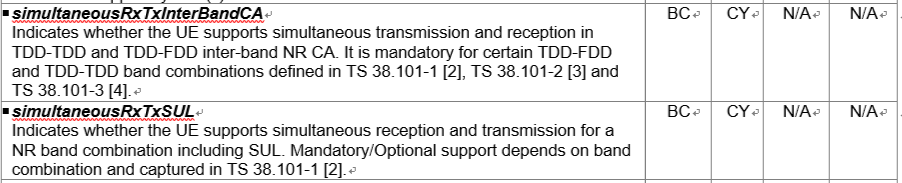 simultaneousRxTxInterBandCA BC CY N/A N/A
Indicates whether the UE supports simultaneous transmission and reception in
TDD-TDD and TDD-FDD inter-band NR CA. It is mandatory for certain TDD-FDD
and TDD-TDD band combinations defined in TS 38.101-1 [2], TS 38.101-2 [3] and
TS 38.101-3 [4].
simultaneousRxTxSUL BC CY N/A N/A
Indicates whether the UE supports simultaneous reception and transmission for a
NR band combination including SUL. Mandatory/Optional support depends on band
combination and captured in TS 38.101-1 [2].